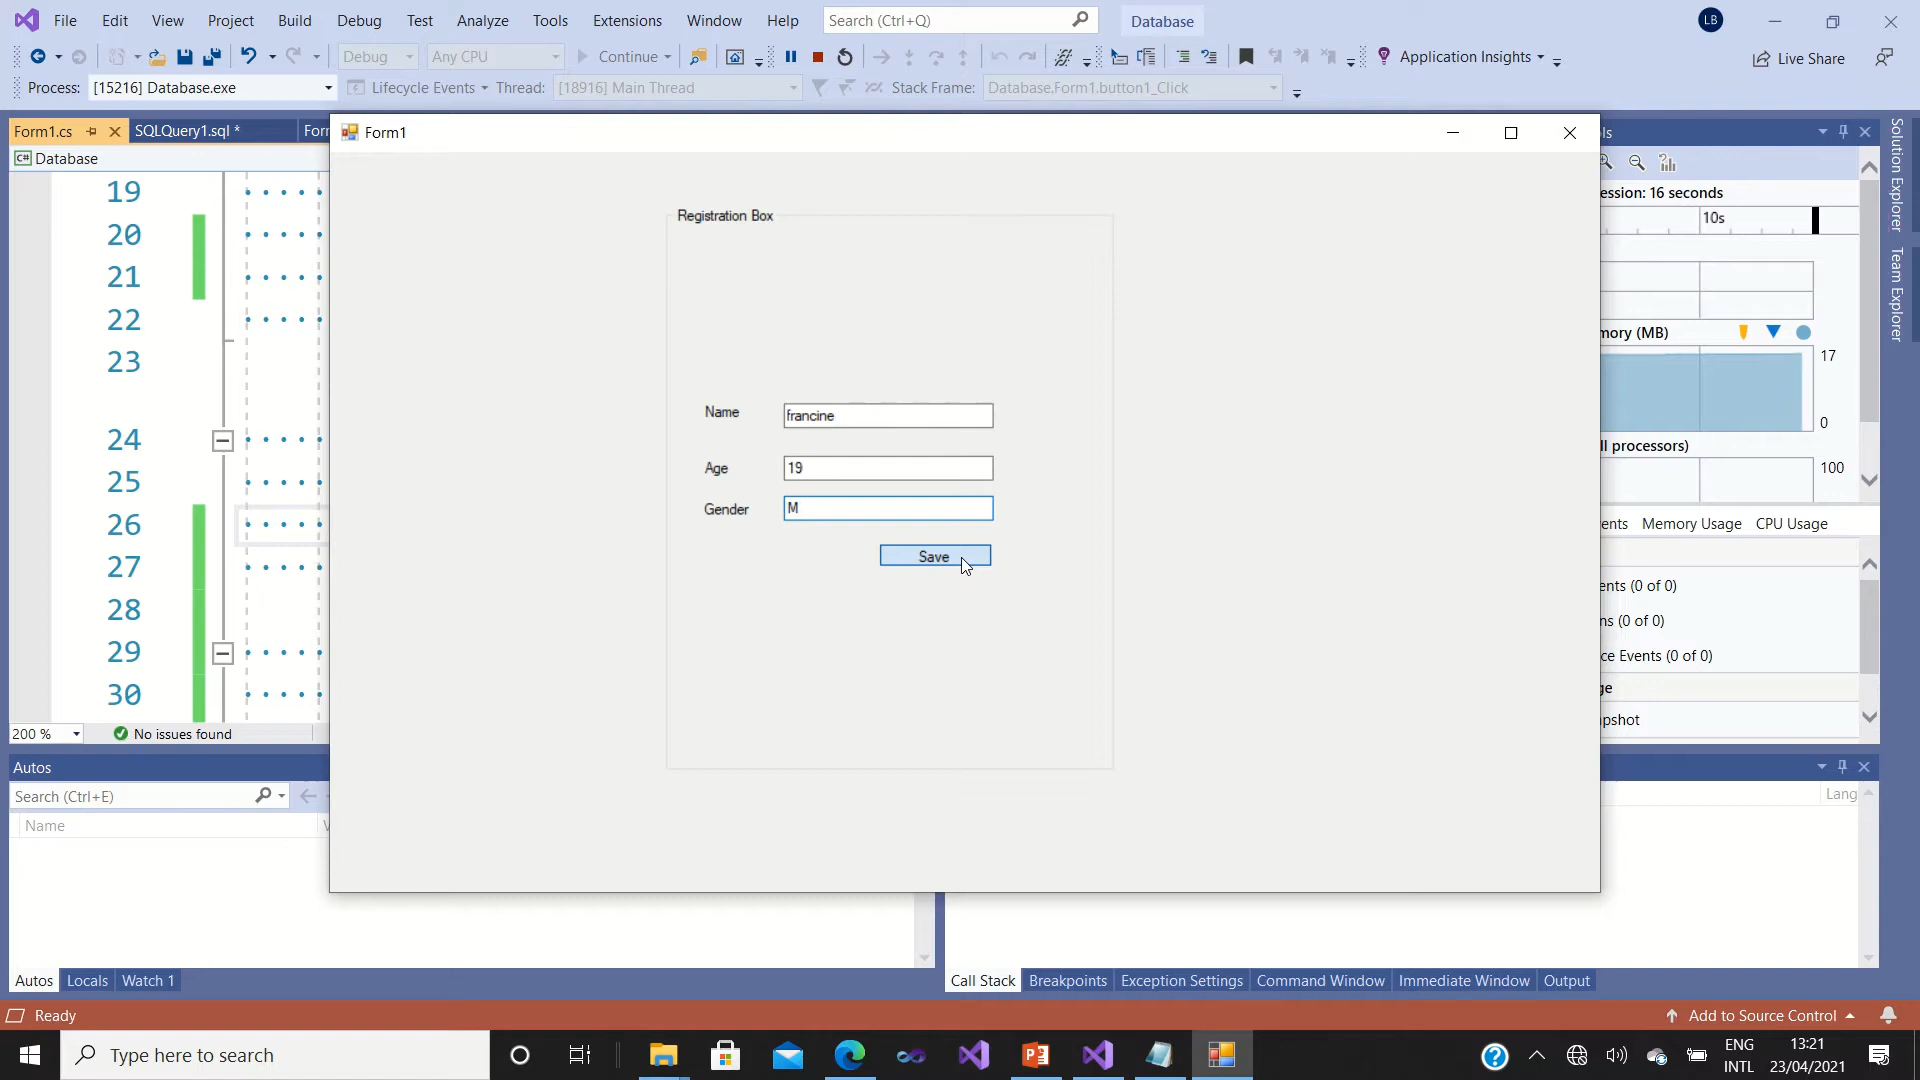 File Edit View Project Build Debug Test Analyze Tools Extensions Window Help Search (Ctrl+Q) Database LB
Debug Any CPU Continue Application Insights Live Share
Process: [15216] Database.exe Lifecycle Events Thread: [18916] Main Thread Stack Frame: Database.Form1.button1_Click
Form1.cs SQLQuery1.sql * For
Form1
Database
Registration Box
Name francine
Age 19
Gender M
Save
19
20
21
22
23
24
25
26
27
28
29
30
200 % No issues found
ls
ession: 16 seconds
10s
mory (MB)
17
0
ll processors)
100
ents Memory Usage CPU Usage
ents (0 of 0)
ns (0 of 0)
ce Events (0 of 0)
ge
pshot
Solution Explorer
Team Explorer
Autos
Search (Ctrl+E)
Name V
Lang
Autos Locals Watch 1
Call Stack Breakpoints Exception Settings Command Window Immediate Window Output
Ready Add to Source Control
Type here to search
ENG
INTL
13:21
23/04/2021